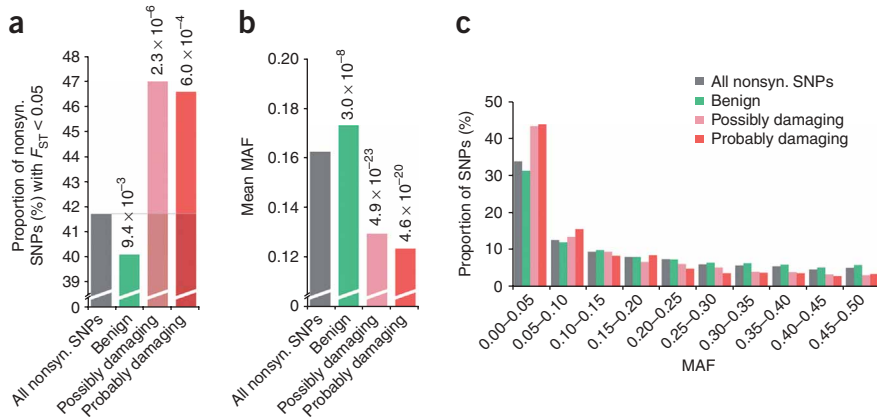 a
Proportion of nonsyn.
SNPs (%) with F_ST < 0.05
48
47
46
45
44
43
42
41
40
39
0
9.4 × 10⁻³
2.3 × 10⁻⁶
6.0 × 10⁻⁴
All nonsyn. SNPs
Benign
Possibly damaging
Probably damaging
b
Mean MAF
0.20
0.18
0.16
0.14
0.12
0
3.0 × 10⁻⁸
4.9 × 10⁻²³
4.6 × 10⁻²⁰
All nonsyn. SNPs
Benign
Possibly damaging
Probably damaging
c
Proportion of SNPs (%)
50
40
30
20
10
0
All nonsyn. SNPs
Benign
Possibly damaging
Probably damaging
0.00–0.05
0.05–0.10
0.10–0.15
0.15–0.20
0.20–0.25
0.25–0.30
0.30–0.35
0.35–0.40
0.40–0.45
0.45–0.50
MAF